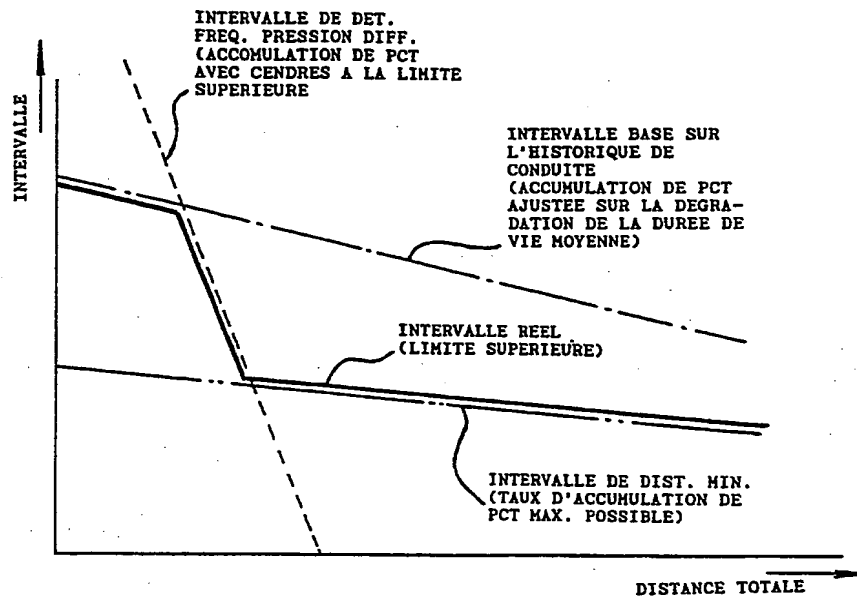 INTERVALLE DE DET.
FREQ. PRESSION DIFF.
(ACCOMULATION DE PCT
AVEC CENDRES A LA LIMITE
SUPERIEURE
INTERVALLE
INTERVALLE BASE SUR
L'HISTORIQUE DE
CONDUITE
(ACCUMULATION DE PCT
AJUSTEE SUR LA DEGRA-
DATION DE LA DUREE DE
VIE MOYENNE)
INTERVALLE REEL
(LIMITE SUPERIEURE)
INTERVALLE DE DIST. MIN.
(TAUX D'ACCUMULATION DE
PCT MAX. POSSIBLE)
DISTANCE TOTALE